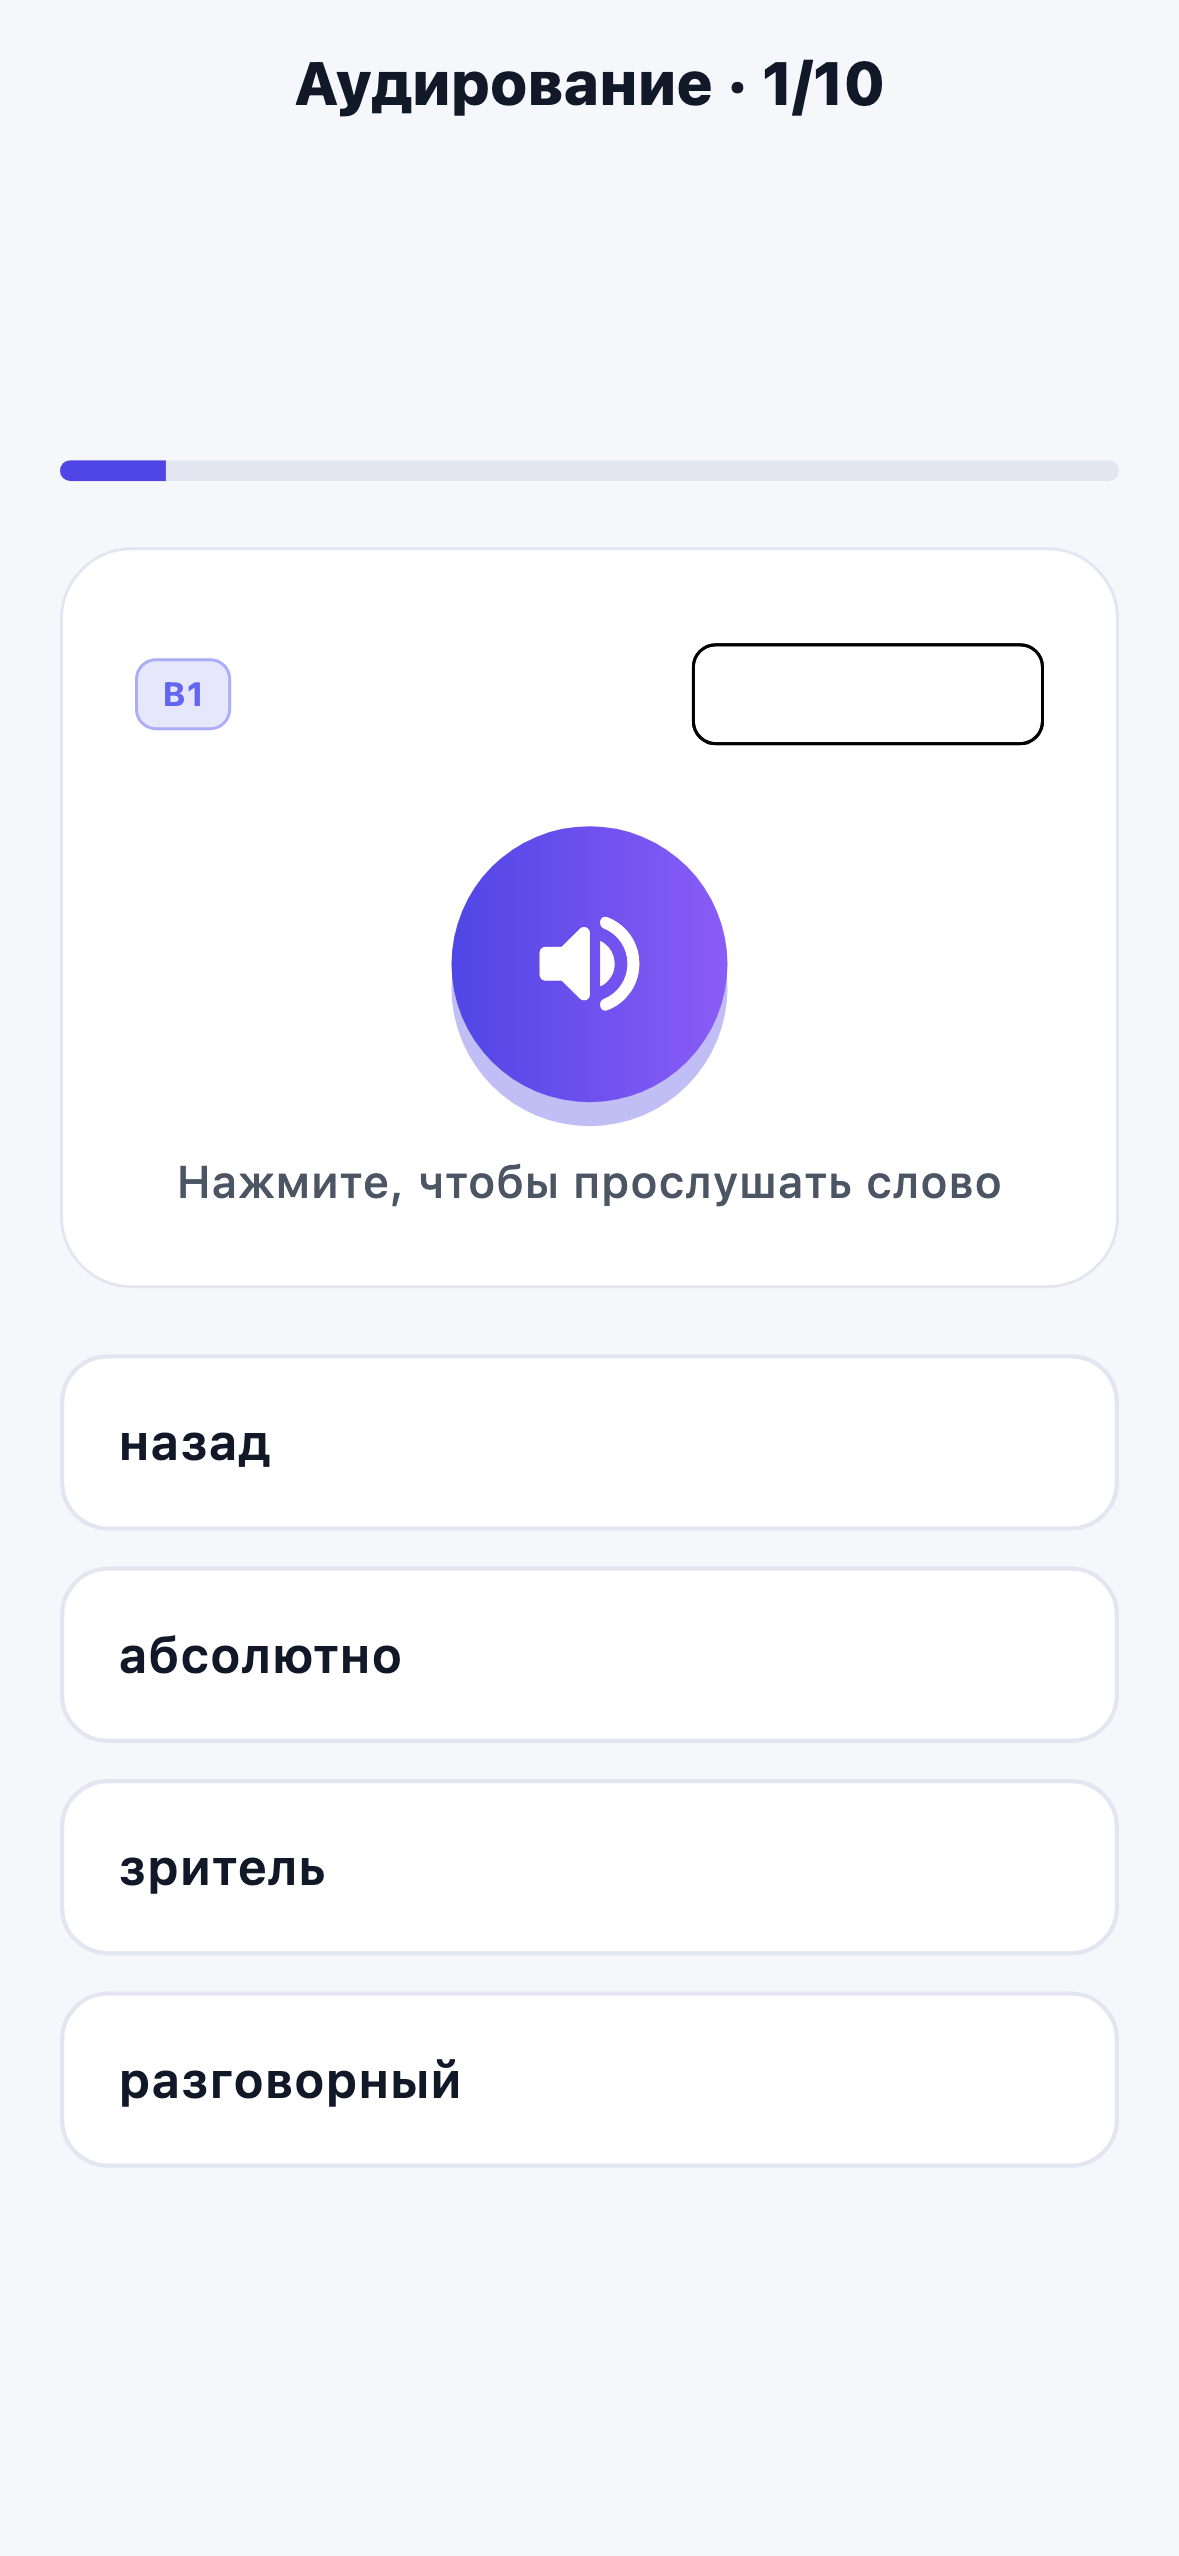 Аудирование · 1/10
B1
Нажмите, чтобы прослушать слово
назад
абсолютно
зритель
разговорный